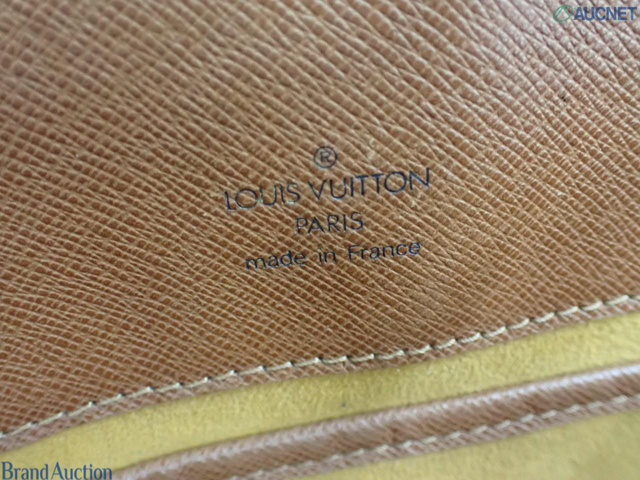 AUCNET
®
LOUIS VUITTON
PARIS
made in France
Brand Auction